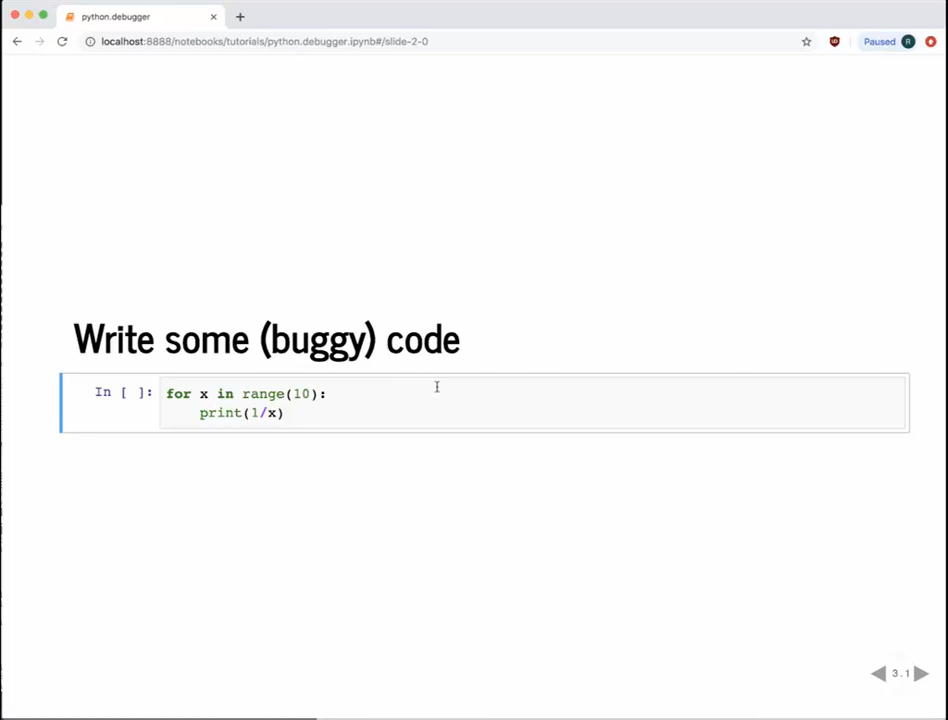 python.debugger
localhost:8888/notebooks/tutorials/python.debugger.ipynb#/slide-2-0
Paused R
Write some (buggy) code
In [ ]: for x in range(10):
print(1/x)
3.1